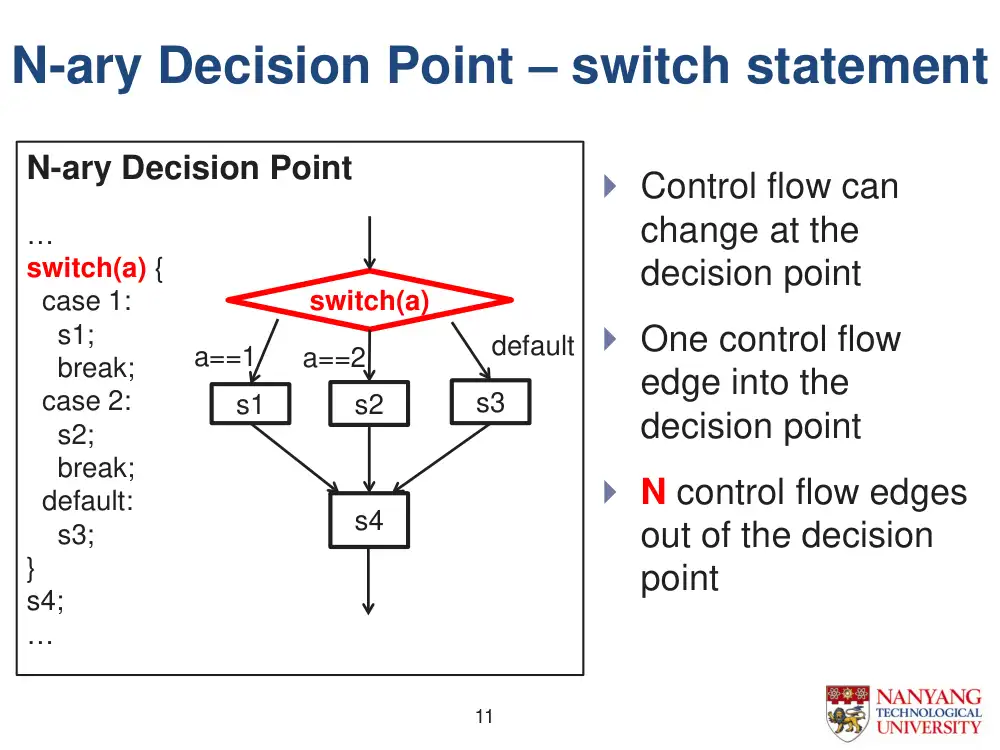 N-ary Decision Point – switch statement
N-ary Decision Point
…
switch(a) {
case 1:
s1;
break;
case 2:
s2;
break;
default:
s3;
}
s4;
…
switch(a)
a==1
a==2
default
s1
s2
s3
s4
Control flow can
change at the
decision point
One control flow
edge into the
decision point
N control flow edges
out of the decision
point
11
NANYANG
TECHNOLOGICAL
UNIVERSITY